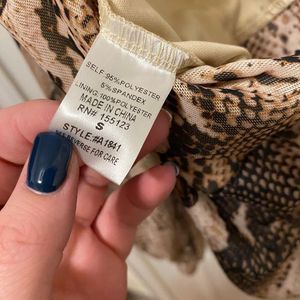 SELF: 95% POLYESTER
5% SPANDEX
LINING: 100% POLYESTER
MADE IN CHINA
RN# 155123
S
STYLE:#A1841
SEE REVERSE FOR CARE